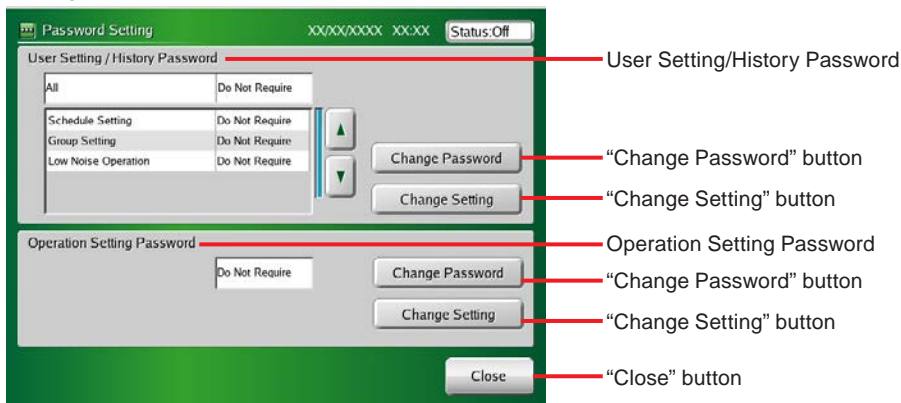 Password Setting XX/XX/XXXX XX:XX Status:Off
User Setting / History Password
User Setting/History Password
All Do Not Require
Schedule Setting Do Not Require
Group Setting Do Not Require
Low Noise Operation Do Not Require
▲
▼
Change Password
“Change Password” button
Change Setting
“Change Setting” button
Operation Setting Password
Operation Setting Password
Do Not Require
Change Password
“Change Password” button
Change Setting
“Change Setting” button
Close
“Close” button